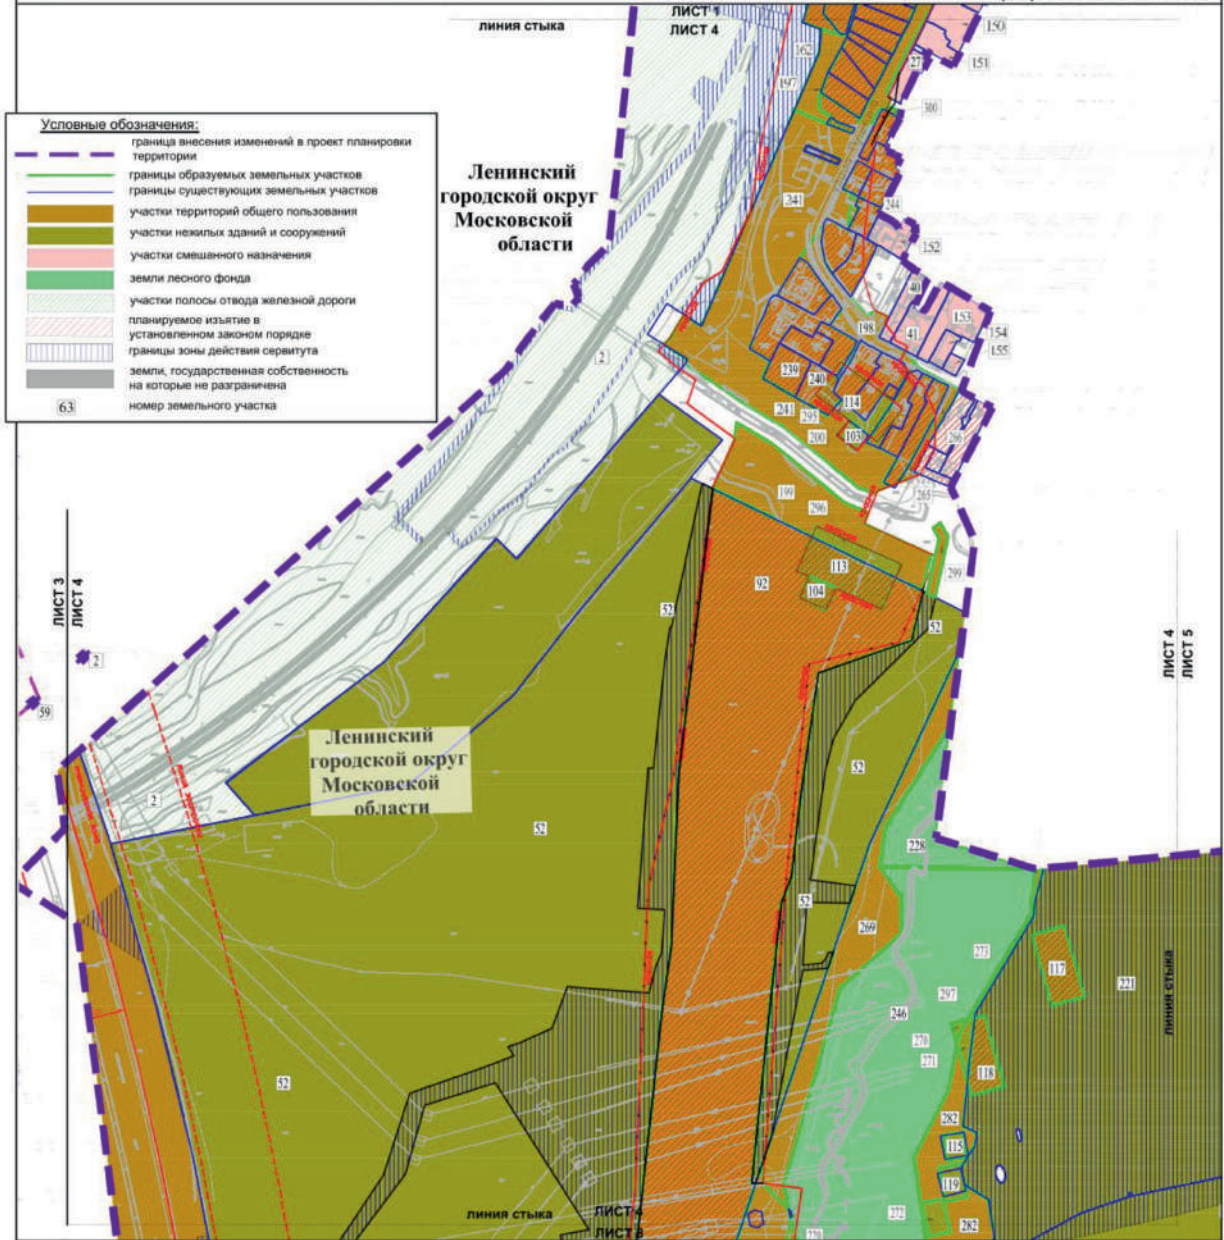 ЛИСТ 1
линия стыка
ЛИСТ 4
150
162
27
151
197
300
Условные обозначения:
граница внесения изменений в проект планировки
территории
границы образуемых земельных участков
границы существующих земельных участков
участки территорий общего пользования
участки нежилых зданий и сооружений
участки смешанного назначения
земли лесного фонда
участки полосы отвода железной дороги
планируемое изъятие в
установленном законом порядке
границы зоны действия сервитута
земли, государственная собственность
на которые не разграничена
63
номер земельного участка
Ленинский
городской округ
Московской
области
241
244
152
40
153
198
41
154
155
2
239
240
114
241
295
200
103
266
199
296
265
113
92
104
299
52
52
ЛИСТ 3
ЛИСТ 4
ЛИСТ 4
ЛИСТ 5
2
59
Ленинский
городской округ
Московской
области
2
52
52
228
52
269
273
117
221
297
246
270
271
линия стыка
52
118
282
115
119
линия стыка
ЛИСТ 4
272
282